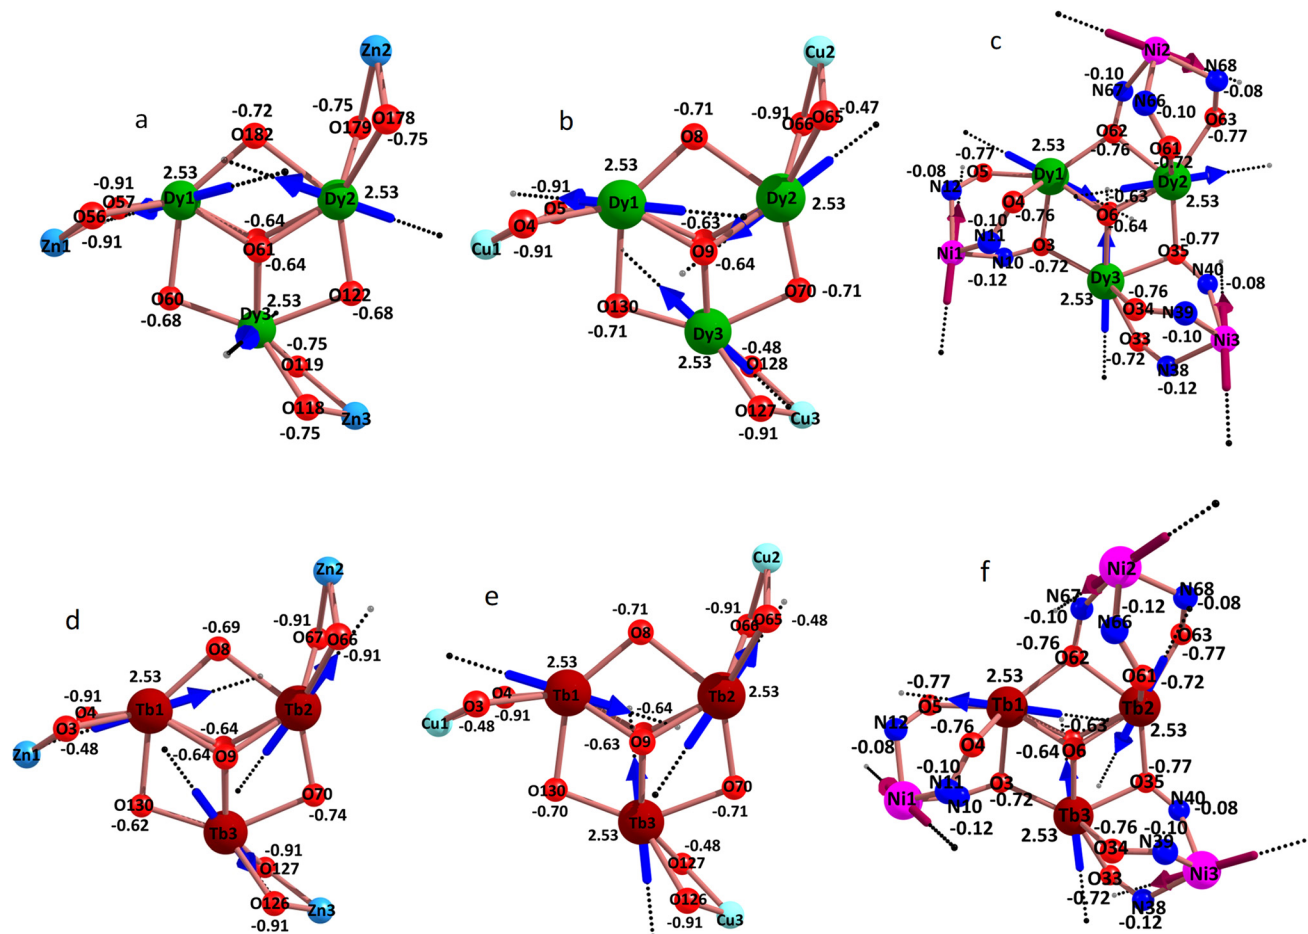 a
Zn2
-0.72
O182
-0.75
O179
O178
-0.75
2.53
-0.91
O57
Dy1
Dy2
2.53
O56
-0.91
Zn1
-0.64
O61
-0.64
O60
-0.68
2.53
Dy3
O122
-0.68
-0.75
O119
O118
-0.75
Zn3
b
Cu2
-0.71
O8
-0.91
O66
O65
-0.47
2.53
-0.91
O5
Dy1
Dy2
2.53
O4
Cu1
-0.91
-0.63
O9
-0.64
O130
-0.71
O70
-0.71
Dy3
2.53
-0.48
O128
O127
-0.91
Cu3
c
Ni2
N68
-0.08
-0.10
N67
N66
-0.10
O62
-0.76
O63
-0.77
O61
-0.72
2.53
-0.77
-0.08
O5
N12
Dy1
Dy2
2.53
O4
-0.76
-0.63
O6
-0.64
-0.10
N11
Ni1
N10
-0.12
O3
-0.72
-0.77
O35
Dy3
2.53
N40
-0.08
-0.76
O34
N39
-0.10
Ni3
O33
-0.72
N38
-0.12
d
Zn2
-0.69
O8
-0.91
O67
O66
-0.91
2.53
-0.91
O4
Tb1
Tb2
O3
-0.48
Zn1
-0.64
-0.64
O9
O130
-0.62
O70
-0.74
Tb3
-0.91
O127
O126
-0.91
Zn3
e
Cu2
-0.71
O8
-0.91
O66
O65
-0.48
2.53
O4
Tb1
Tb2
2.53
O3
-0.91
Cu1
-0.48
-0.64
-0.63
O9
O130
-0.70
O70
-0.71
Tb3
2.53
-0.48
O127
O126
-0.91
Cu3
f
Ni2
N67
-0.10
-0.12
N66
N68
-0.08
-0.76
O62
O63
-0.77
O61
-0.72
2.53
-0.77
O5
Tb1
Tb2
2.53
N12
-0.08
-0.76
O4
-0.63
-0.64
O6
-0.10
N11
Ni1
N10
-0.12
O3
-0.72
-0.77
O35
N40
-0.08
Tb3
2.53
-0.76
O34
-0.10
N39
Ni3
O33
-0.72
N38
-0.12